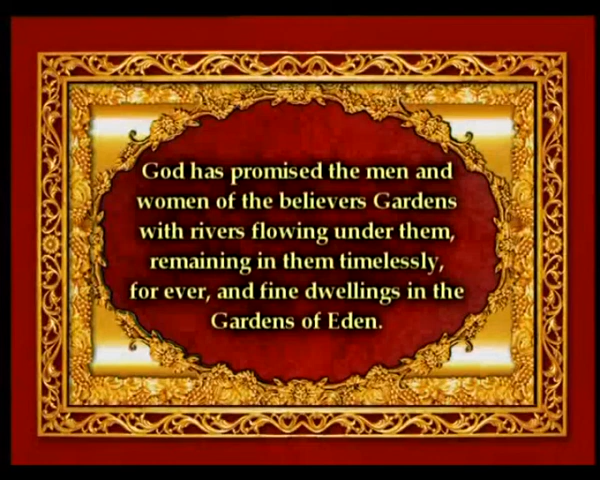 God has promised the men and
women of the believers Gardens
with rivers flowing under them,
remaining in them timelessly,
for ever, and fine dwellings in the
Gardens of Eden.